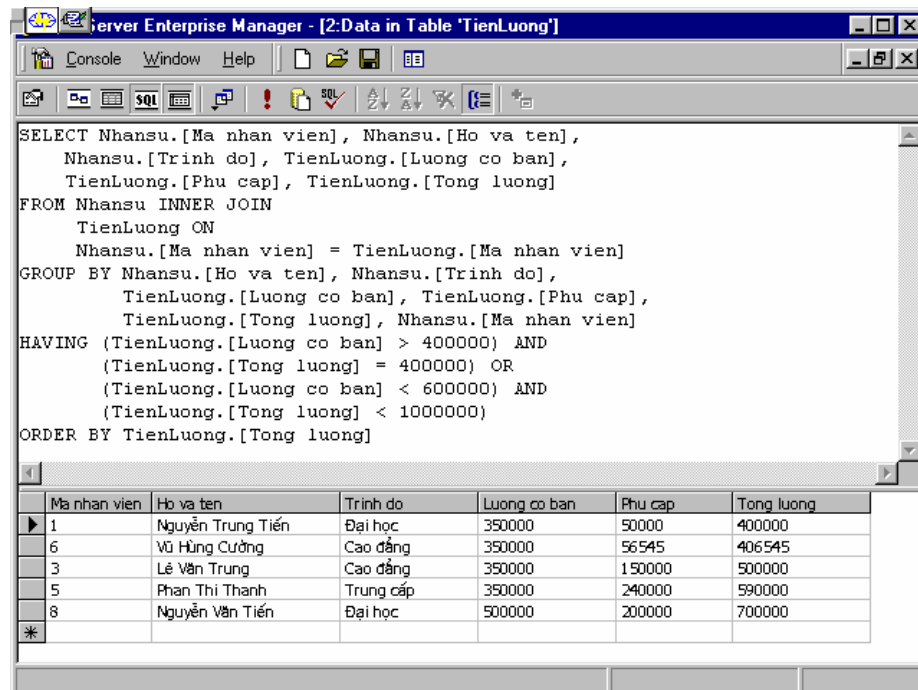 erver Enterprise Manager - [2:Data in Table 'TienLuong']
Console Window Help
SQL SQL
SELECT Nhansu.[Ma nhan vien], Nhansu.[Ho va ten],
Nhansu.[Trinh do], TienLuong.[Luong co ban],
TienLuong.[Phu cap], TienLuong.[Tong luong]
FROM Nhansu INNER JOIN
TienLuong ON
Nhansu.[Ma nhan vien] = TienLuong.[Ma nhan vien]
GROUP BY Nhansu.[Ho va ten], Nhansu.[Trinh do],
TienLuong.[Luong co ban], TienLuong.[Phu cap],
TienLuong.[Tong luong], Nhansu.[Ma nhan vien]
HAVING (TienLuong.[Luong co ban] > 400000) AND
(TienLuong.[Tong luong] = 400000) OR
(TienLuong.[Luong co ban] < 600000) AND
(TienLuong.[Tong luong] < 1000000)
ORDER BY TienLuong.[Tong luong]
Ma nhan vien Ho va ten Trinh do Luong co ban Phu cap Tong luong
1 Nguyễn Trung Tiến Đại học 350000 50000 400000
6 Vũ Hùng Cường Cao đẳng 350000 56545 406545
3 Lê Văn Trung Cao đẳng 350000 150000 500000
5 Phan Thi Thanh Trung cấp 350000 240000 590000
8 Nguyễn Văn Tiến Đại học 500000 200000 700000